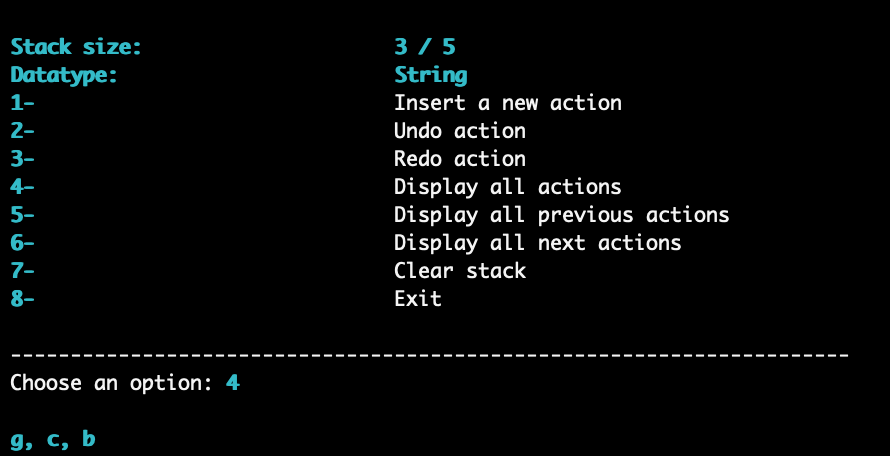 Stack size: 3 / 5
Datatype: String
1- Insert a new action
2- Undo action
3- Redo action
4- Display all actions
5- Display all previous actions
6- Display all next actions
7- Clear stack
8- Exit
----------------------------------------------------------------------
Choose an option: 4
g, c, b